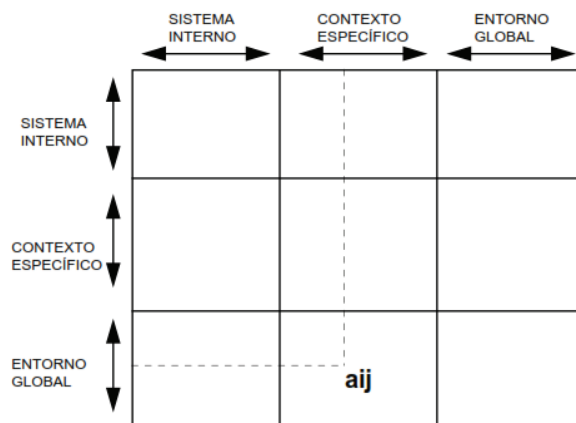 SISTEMA
INTERNO
CONTEXTO
ESPECÍFICO
ENTORNO
GLOBAL
SISTEMA
INTERNO
CONTEXTO
ESPECÍFICO
ENTORNO
GLOBAL
aij